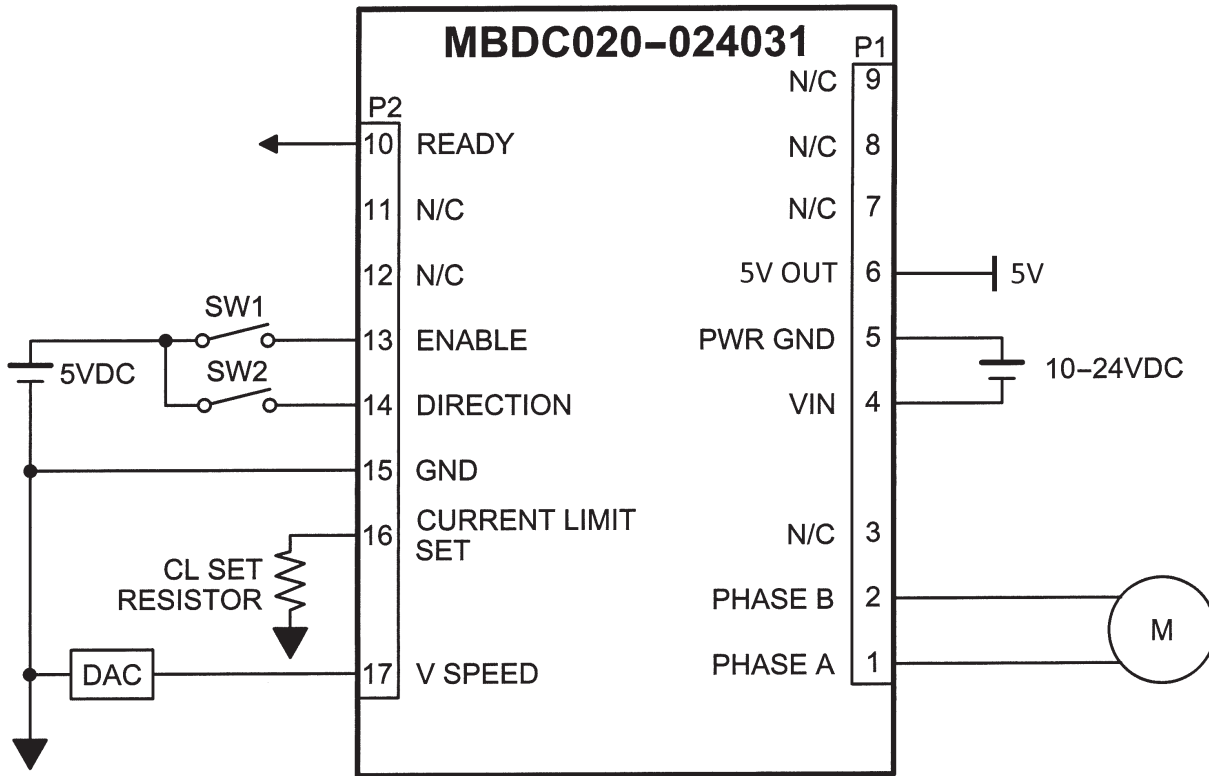 MBDC020-024031
P1
N/C 9
P2
10 READY
N/C 8
11 N/C
N/C 7
12 N/C
5V OUT 6
5V
SW1
13 ENABLE
PWR GND 5
5VDC
SW2
10-24VDC
14 DIRECTION
VIN 4
15 GND
16 CURRENT LIMIT
SET
N/C 3
CL SET
RESISTOR
PHASE B 2
M
DAC
17 V SPEED
PHASE A 1